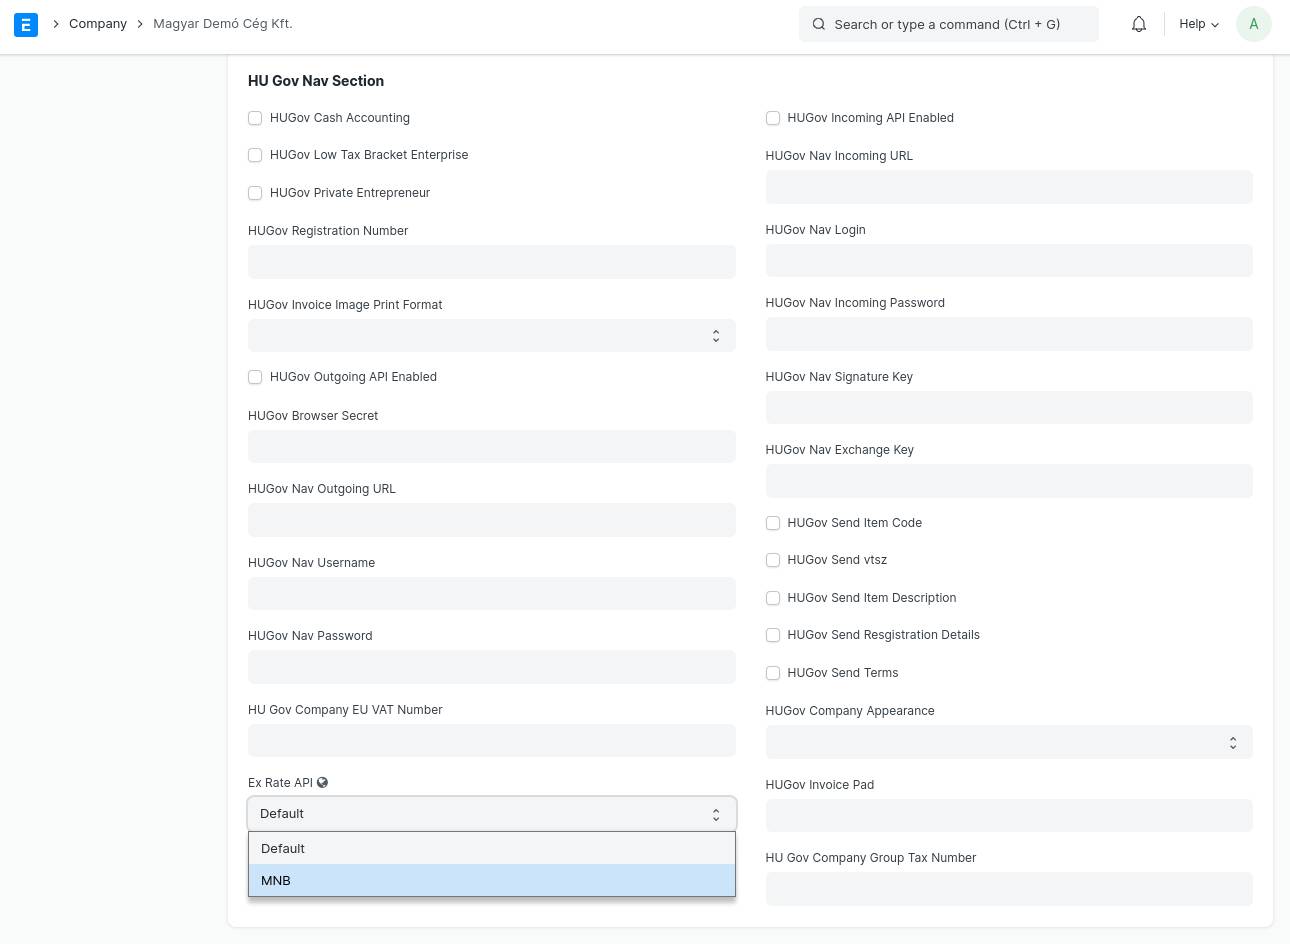 E
Company
Magyar Demó Cég Kft.
Search or type a command (Ctrl + G)
Help
A
HU Gov Nav Section
HUGov Cash Accounting
HUGov Low Tax Bracket Enterprise
HUGov Private Entrepreneur
HUGov Registration Number
HUGov Invoice Image Print Format
HUGov Outgoing API Enabled
HUGov Browser Secret
HUGov Nav Outgoing URL
HUGov Nav Username
HUGov Nav Password
HU Gov Company EU VAT Number
Ex Rate API
Default
Default
MNB
HUGov Incoming API Enabled
HUGov Nav Incoming URL
HUGov Nav Login
HUGov Nav Incoming Password
HUGov Nav Signature Key
HUGov Nav Exchange Key
HUGov Send Item Code
HUGov Send vtsz
HUGov Send Item Description
HUGov Send Resgistration Details
HUGov Send Terms
HUGov Company Appearance
HUGov Invoice Pad
HU Gov Company Group Tax Number